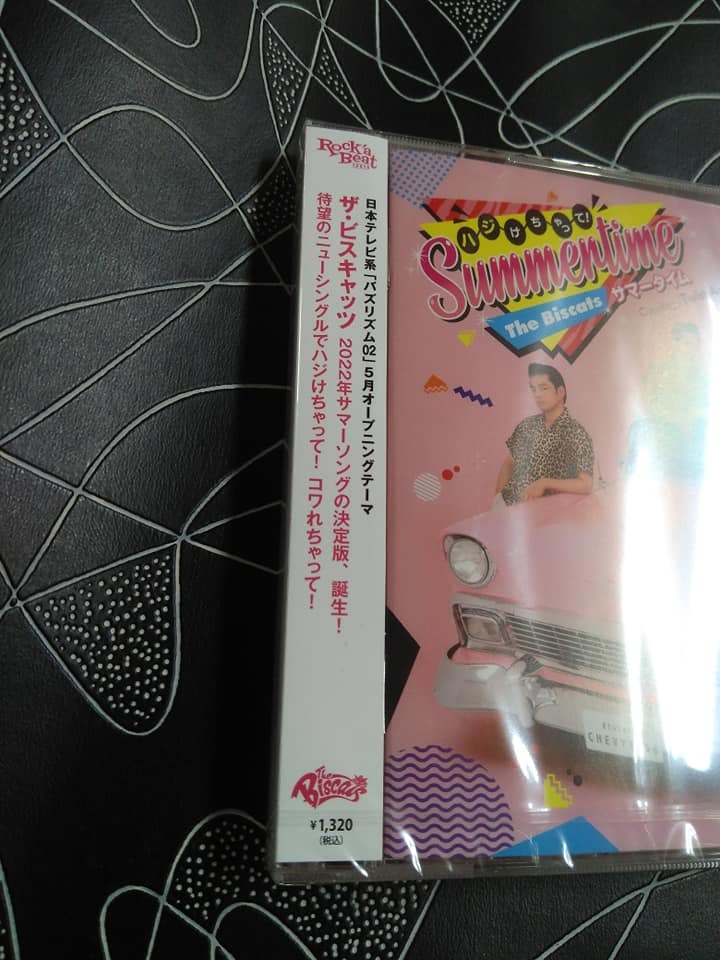 Rock'a
Beat
日本テレビ系「バズリズム02」5月オープニングテーマ
ザ・ビスキャッツ 2022年サマーソングの決定版、誕生!
待望のニューシングルでハジけちゃって! コワれちゃって!
The
Biscats
¥1,320
(税込)
ハジけちゃって!
Summertime
サマータイム
The Biscats